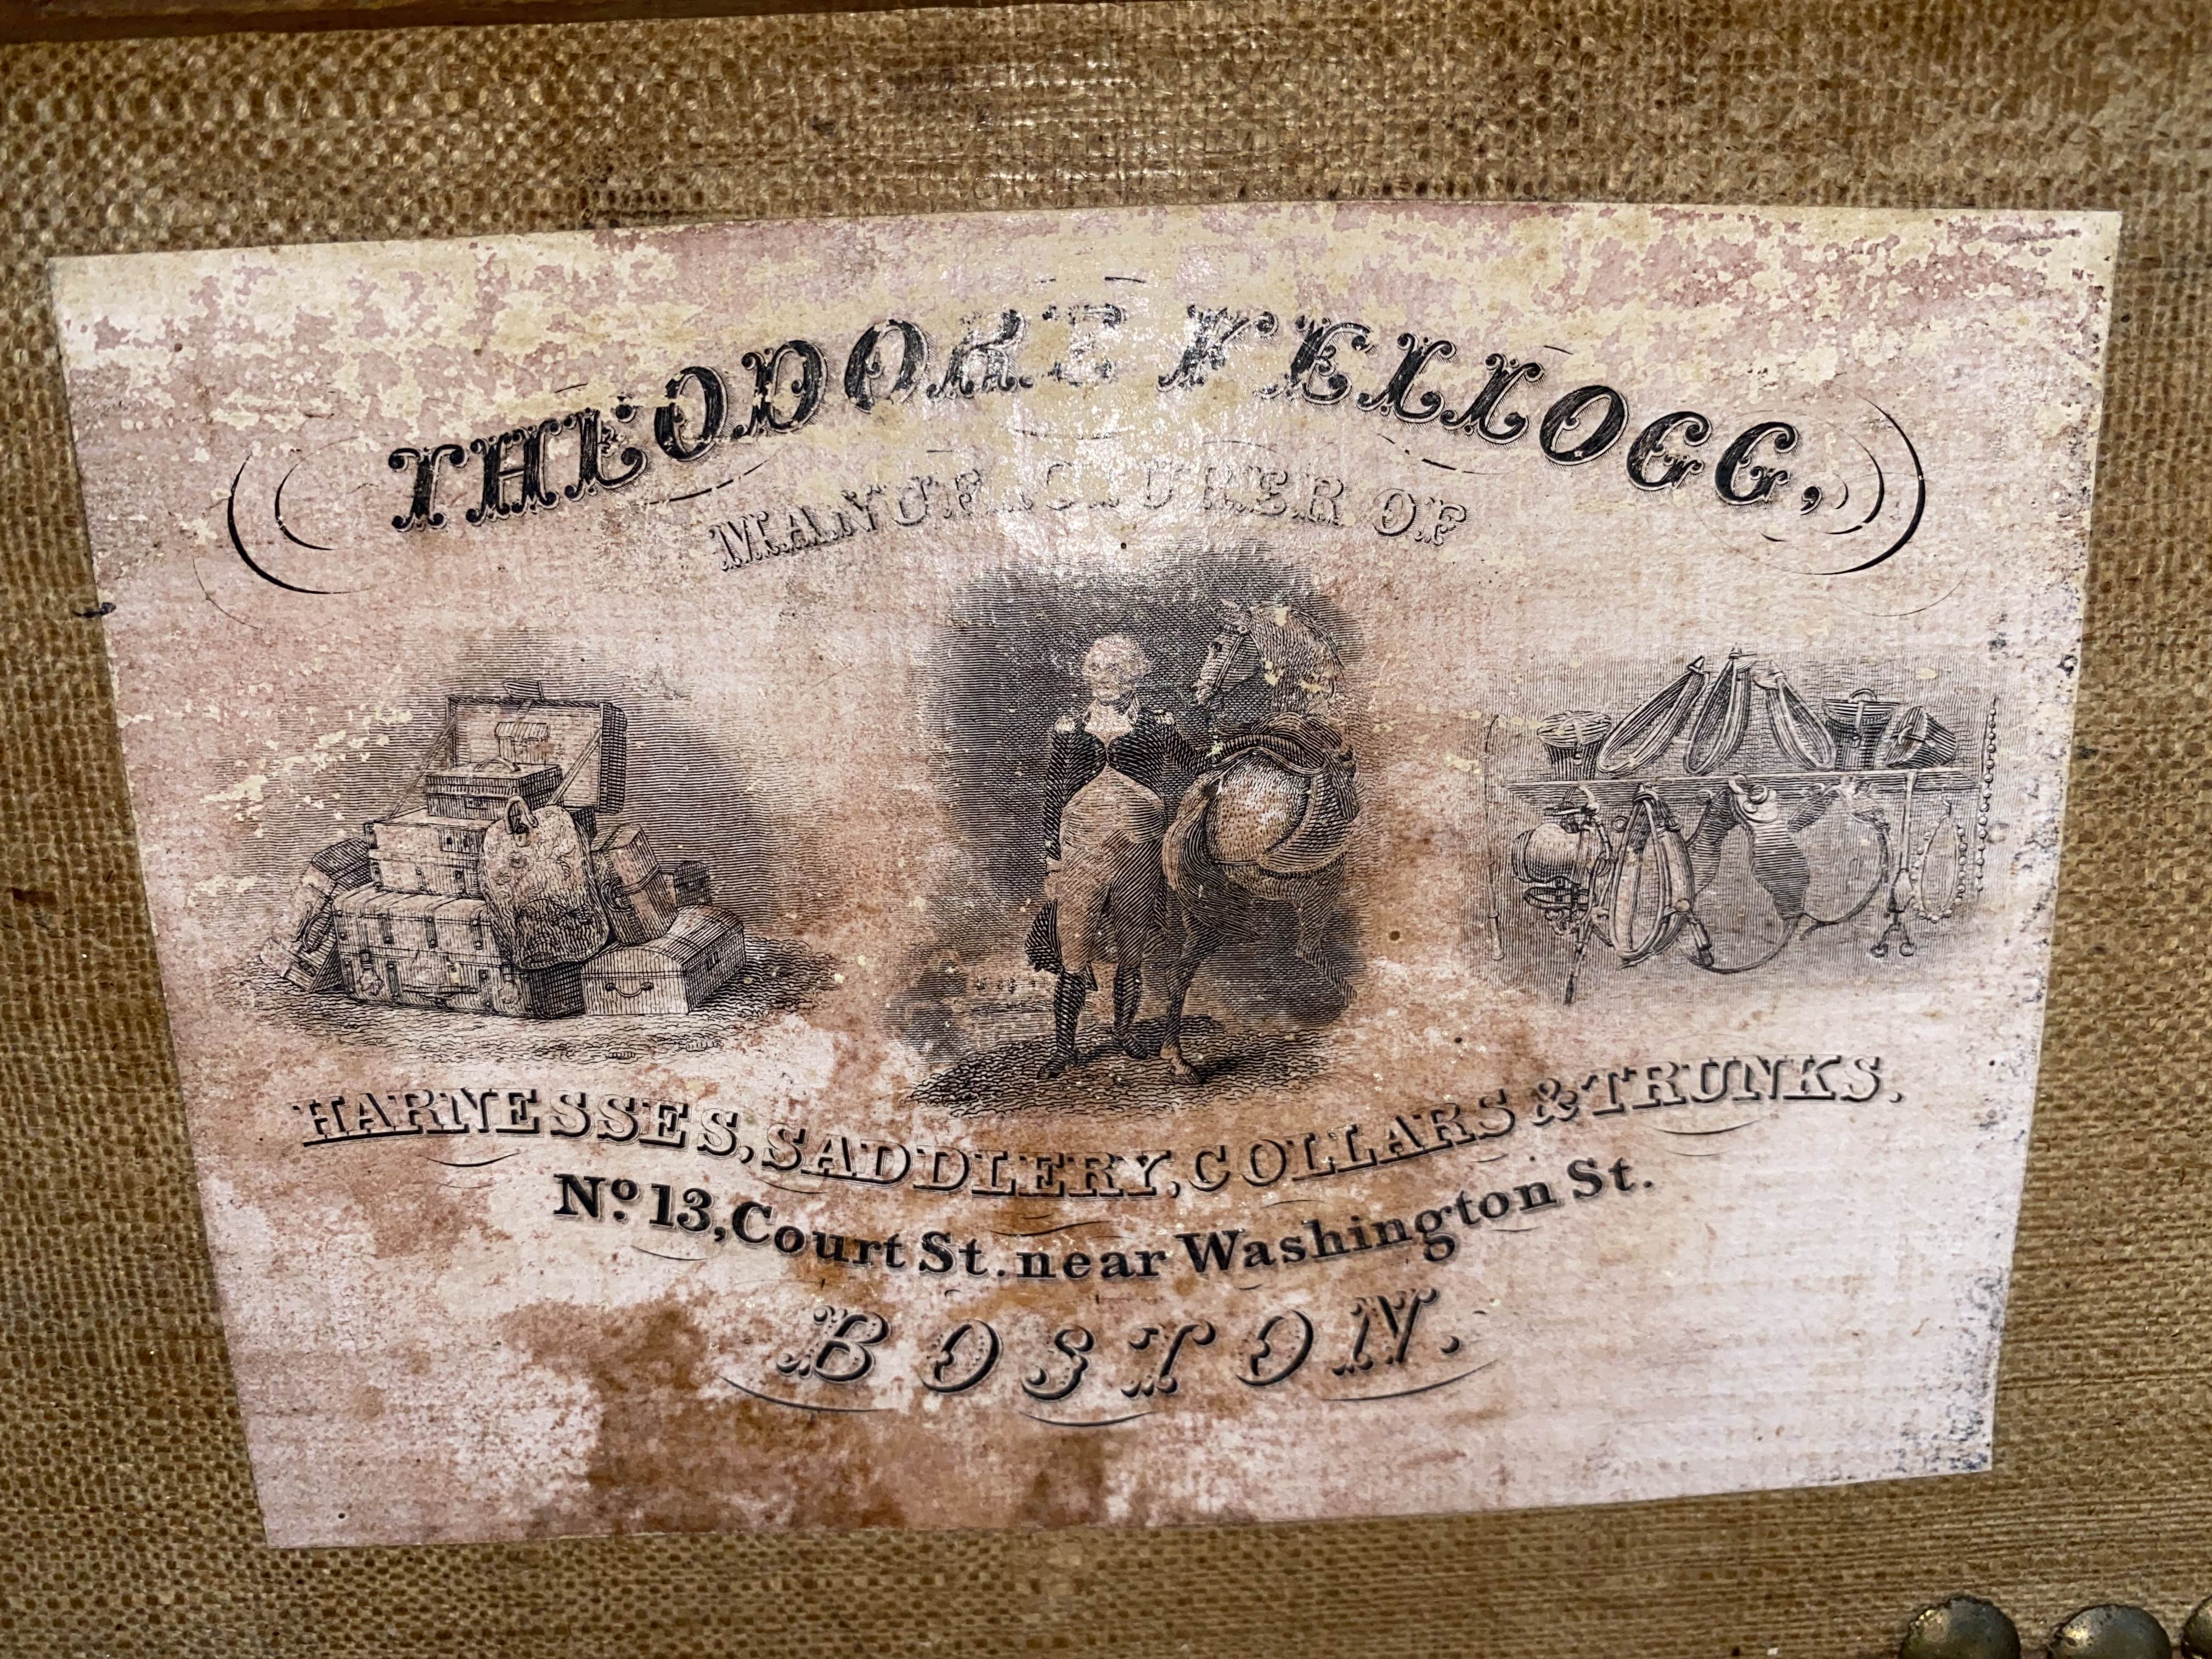 THEODORE KELLOGG,
MANUFACTURER OF
HARNESSES, SADDLERY, COLLARS & TRUNKS.
No. 13, Court St. near Washington St.
BOSTON.